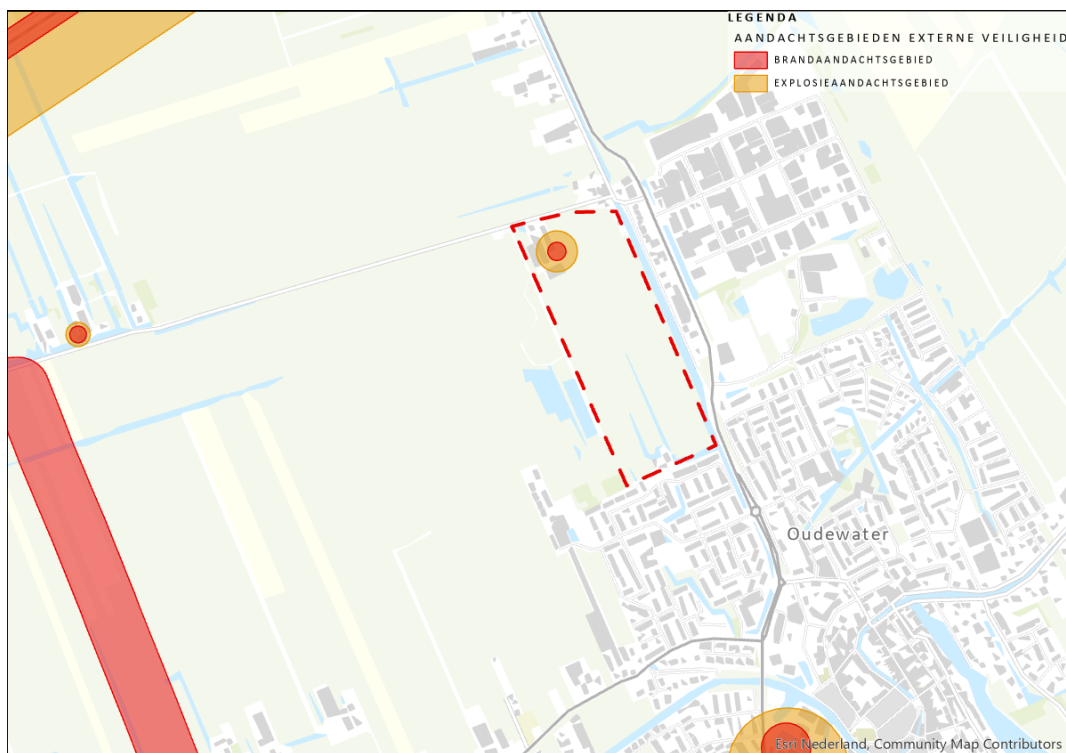 LEGENDA
AANDACHTSGEBIEDEN EXTERNE VEILIGHEID
BRANDAANDACHTSGEBIED
EXPLOSIEAANDACHTSGEBIED
Oudewater
Esri Nederland, Community Map Contributors